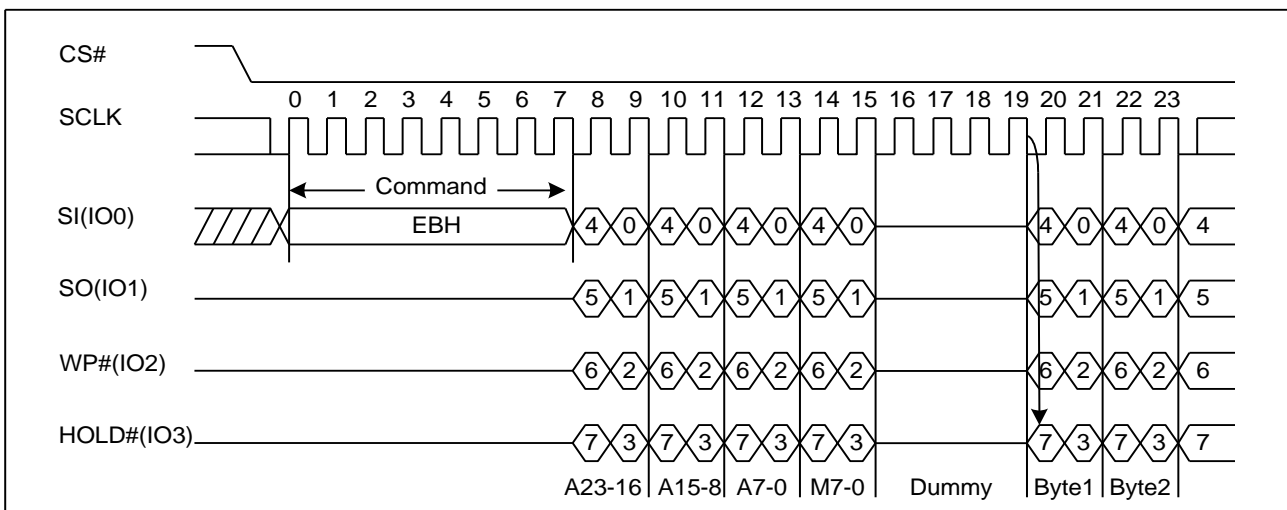 CS#
0 1 2 3 4 5 6 7 8 9 10 11 12 13 14 15 16 17 18 19 20 21 22 23
SCLK
Command
SI(IO0) EBH 4 0 4 0 4 0 4 0 4 0 4 0 4
SO(IO1) 5 1 5 1 5 1 5 1 5 1 5 1 5
WP#(IO2) 6 2 6 2 6 2 6 2 6 2 6 2 6
HOLD#(IO3) 7 3 7 3 7 3 7 3 7 3 7 3 7
A23-16 A15-8 A7-0 M7-0 Dummy Byte1 Byte2